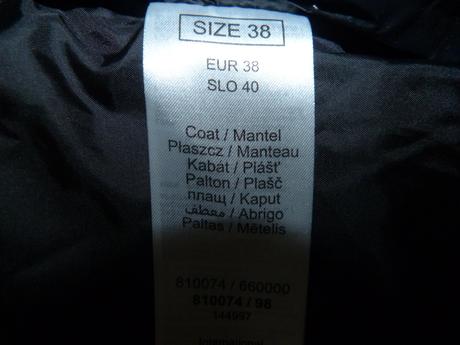 SIZE 38
EUR 38
SLO 40
Coat / Mantel
Płaszcz / Manteau
Kabát / Plášť
Palton / Plašč
плащ / Kaput
معطف / Abrigo
Paltas / Mētelis
810074 / 660000
810074 / 98
144997